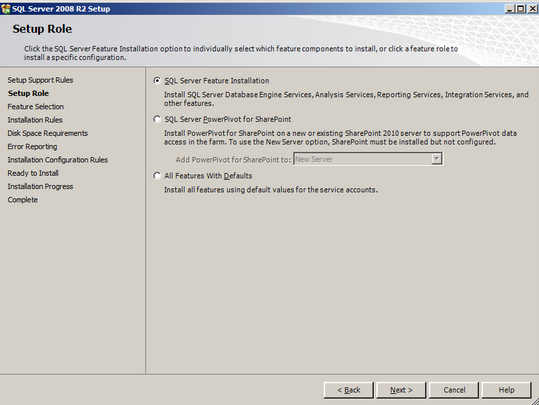 SQL Server 2008 R2 Setup
Setup Role
Click the SQL Server Feature Installation option to individually select which feature components to install, or click a feature role to
install a specific configuration.
Setup Support Rules
Setup Role
Feature Selection
Installation Rules
Disk Space Requirements
Error Reporting
Installation Configuration Rules
Ready to Install
Installation Progress
Complete
SQL Server Feature Installation
Install SQL Server Database Engine Services, Analysis Services, Reporting Services, Integration Services, and
other features.
SQL Server PowerPivot for SharePoint
Install PowerPivot for SharePoint on a new or existing SharePoint 2010 server to support PowerPivot data
access in the farm. To use the New Server option, SharePoint must be installed but not configured.
Add PowerPivot for SharePoint to: New Server
All Features With Defaults
Install all features using default values for the service accounts.
< Back Next > Cancel Help